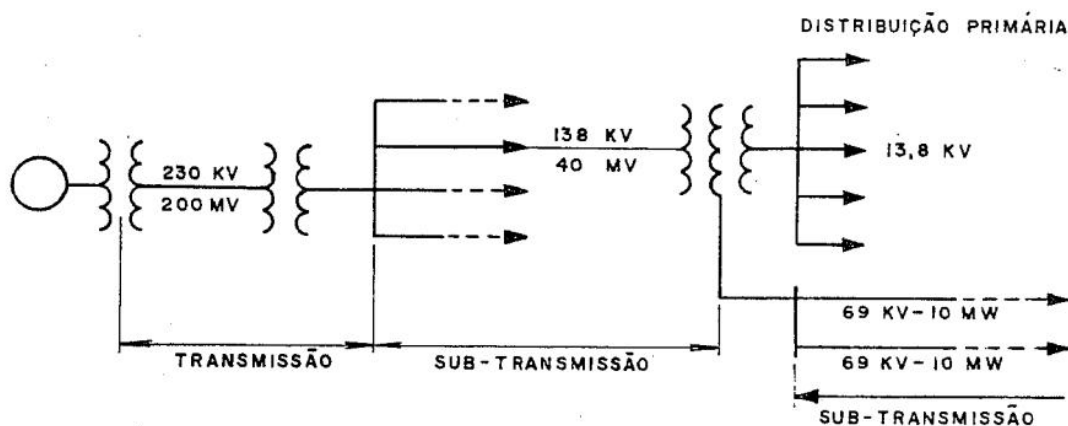 DISTRIBUIÇÃO PRIMÁRIA
138 KV
40 MV
13,8 KV
230 KV
200 MV
69 KV-10 MW
TRANSMISSÃO
SUB-TRANSMISSÃO
69 KV-10 MW
SUB-TRANSMISSÃO